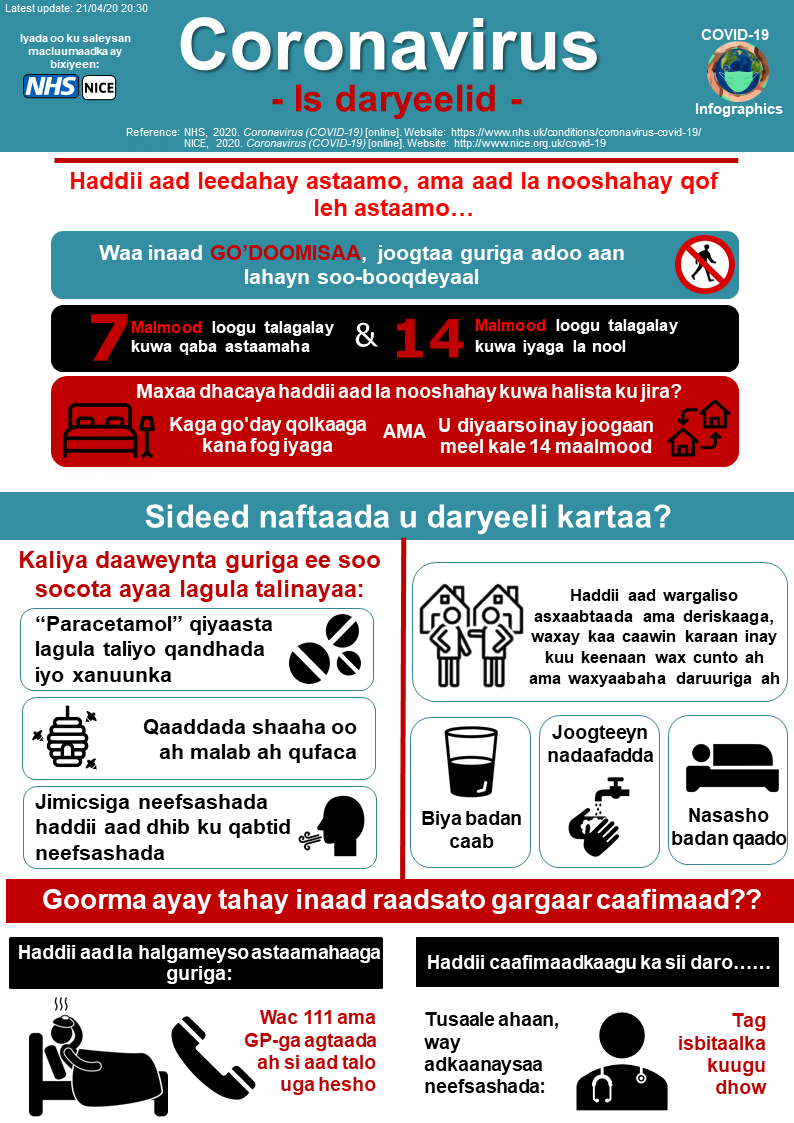 Latest update: 21/04/20 20:30
Iyada oo ku saleysan
macluumaadka ay
bixiyeen:
NHS NICE
Coronavirus
- Is daryeelid -
COVID-19
Infographics
Reference: NHS, 2020. Coronavirus (COVID-19) [online]. Website: https://www.nhs.uk/conditions/coronavirus-covid-19/
NICE, 2020. Coronavirus (COVID-19) [online]. Website: http://www.nice.org.uk/covid-19
Haddii aad leedahay astaamo, ama aad la nooshahay qof
leh astaamo…
Waa inaad GO’DOOMISAA, joogtaa guriga adoo aan
lahayn soo-booqdeyaal
7 Malmood loogu talagalay
kuwa qaba astaamaha
&
14 Malmood loogu talagalay
kuwa iyaga la nool
Maxaa dhacaya haddii aad la nooshahay kuwa halista ku jira?
Kaga go'day qolkaaga
kana fog iyaga
AMA
U diyaarso inay joogaan
meel kale 14 maalmood
Sideed naftaada u daryeeli kartaa?
Kaliya daaweynta guriga ee soo
socota ayaa lagula talinayaa:
“Paracetamol” qiyaasta
lagula taliyo qandhada
iyo xanuunka
Qaaddada shaaha oo
ah malab ah qufaca
Jimicsiga neefsashada
haddii aad dhib ku qabtid
neefsashada
Haddii aad wargaliso
asxaabtaada ama deriskaaga,
waxay kaa caawin karaan inay
kuu keenaan wax cunto ah
ama waxyaabaha daruuriga ah
Biya badan
caab
Joogteeyn
nadaafadda
Nasasho
badan qaado
Goorma ayay tahay inaad raadsato gargaar caafimaad??
Haddii aad la halgameyso astaamahaaga
guriga:
Wac 111 ama
GP-ga agtaada
ah si aad talo
uga hesho
Haddii caafimaadkaagu ka sii daro……
Tusaale ahaan,
way
adkaanaysaa
neefsashada:
Tag
isbitaalka
kuugu
dhow